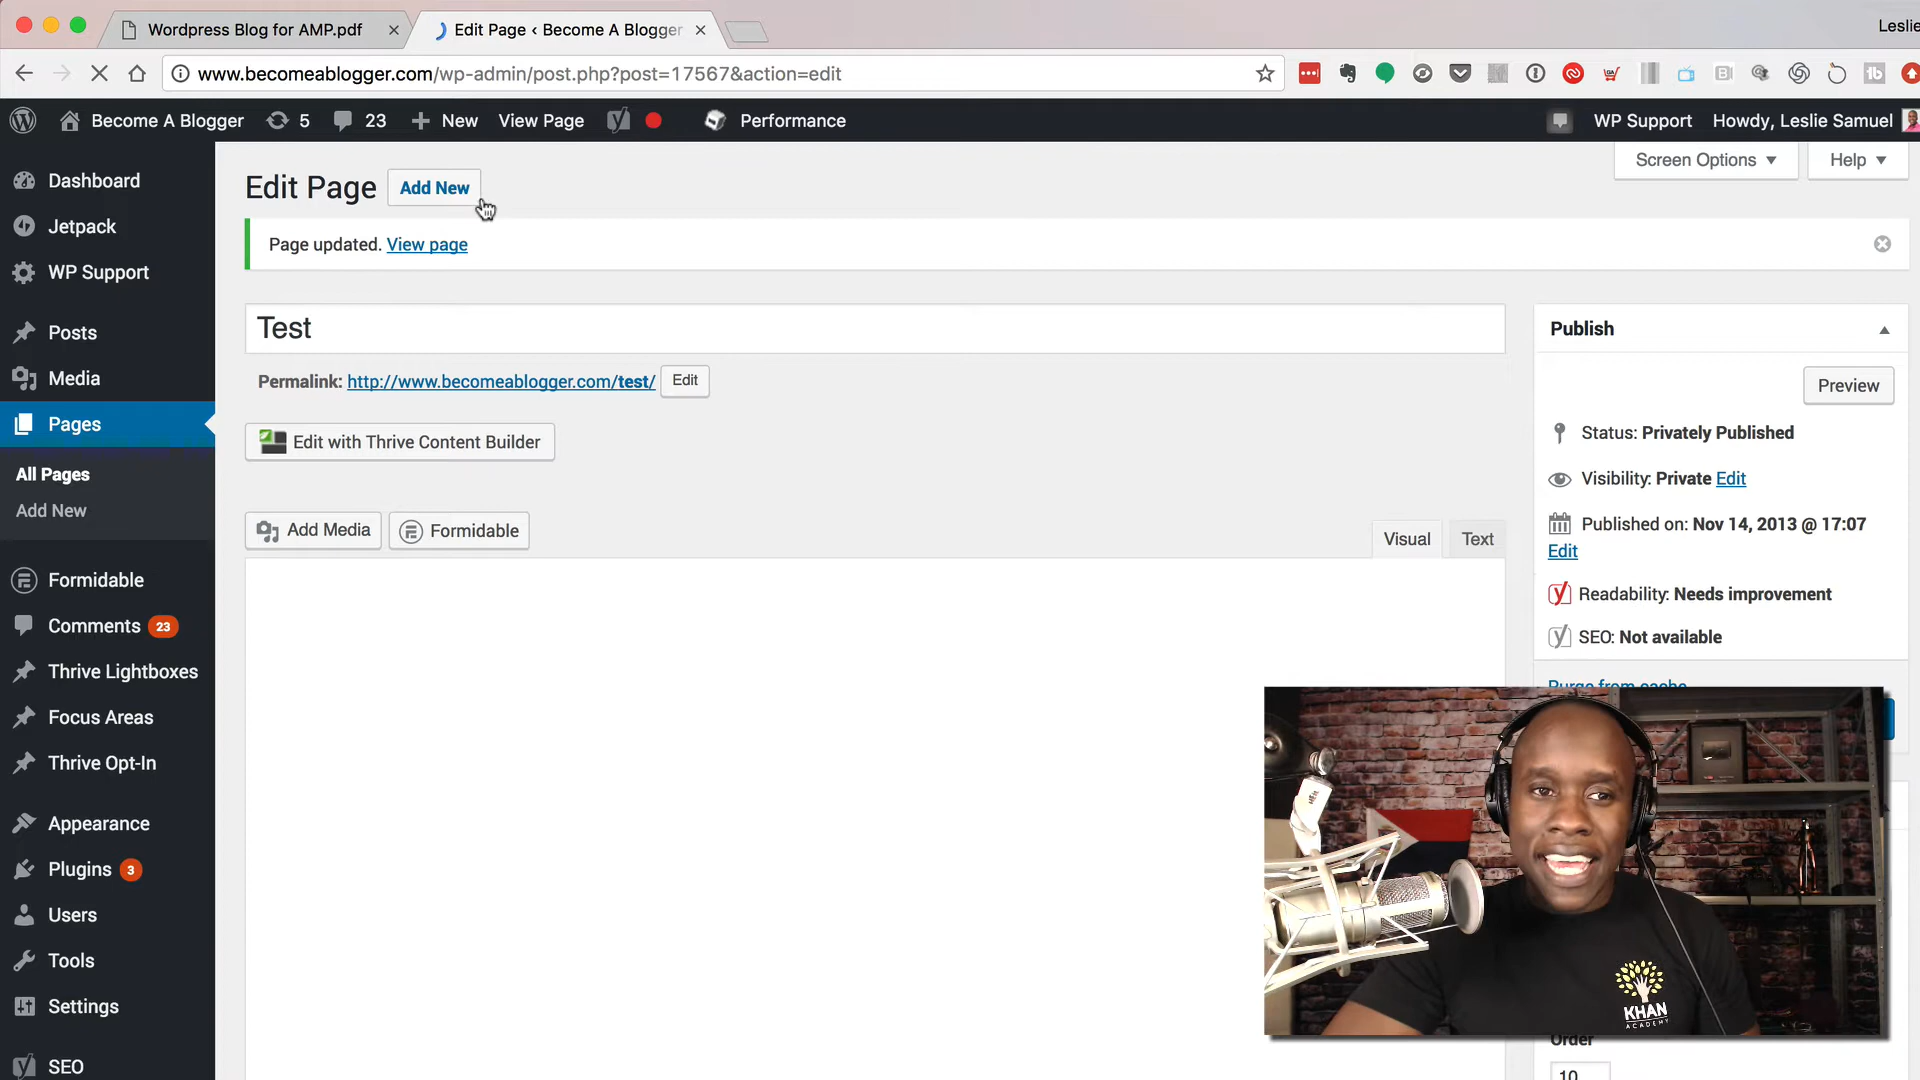 Wordpress Blog for AMP.pdf
Edit Page ‹ Become A Blogger
Leslie
www.becomeablogger.com/wp-admin/post.php?post=17567&action=edit
Become A Blogger 5 23 New View Page Performance WP Support Howdy, Leslie Samuel
Screen Options Help
Dashboard
Jetpack
WP Support
Posts
Media
Pages
All Pages
Add New
Formidable
Comments 23
Thrive Lightboxes
Focus Areas
Thrive Opt-In
Appearance
Plugins 3
Users
Tools
Settings
SEO
Edit Page Add New
Page updated. View page
Test
Permalink: http://www.becomeablogger.com/test/ Edit
Edit with Thrive Content Builder
Add Media Formidable
Visual Text
Publish
Preview
Status: Privately Published
Visibility: Private Edit
Published on: Nov 14, 2013 @ 17:07
Edit
Readability: Needs improvement
SEO: Not available
Purge from cache
KHAN
ACADEMY
Order
10